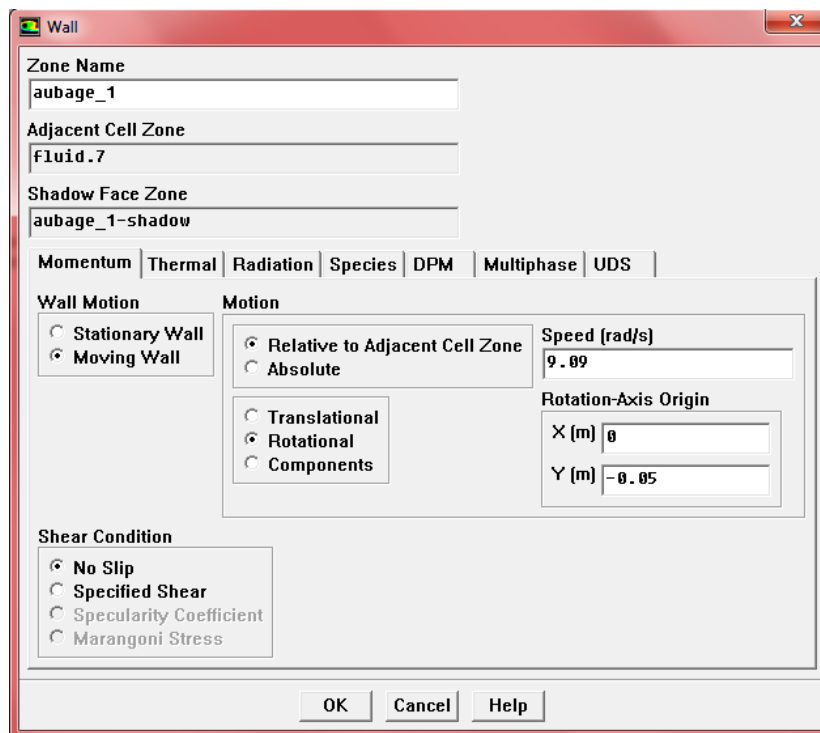 Wall
Zone Name
aubage_1
Adjacent Cell Zone
fluid.7
Shadow Face Zone
aubage_1-shadow
Momentum Thermal Radiation Species DPM Multiphase UDS
Wall Motion
Stationary Wall
Moving Wall
Motion
Relative to Adjacent Cell Zone
Absolute
Translational
Rotational
Components
Speed (rad/s)
9.09
Rotation-Axis Origin
X (m) 0
Y (m) -0.05
Shear Condition
No Slip
Specified Shear
Specularity Coefficient
Marangoni Stress
OK Cancel Help